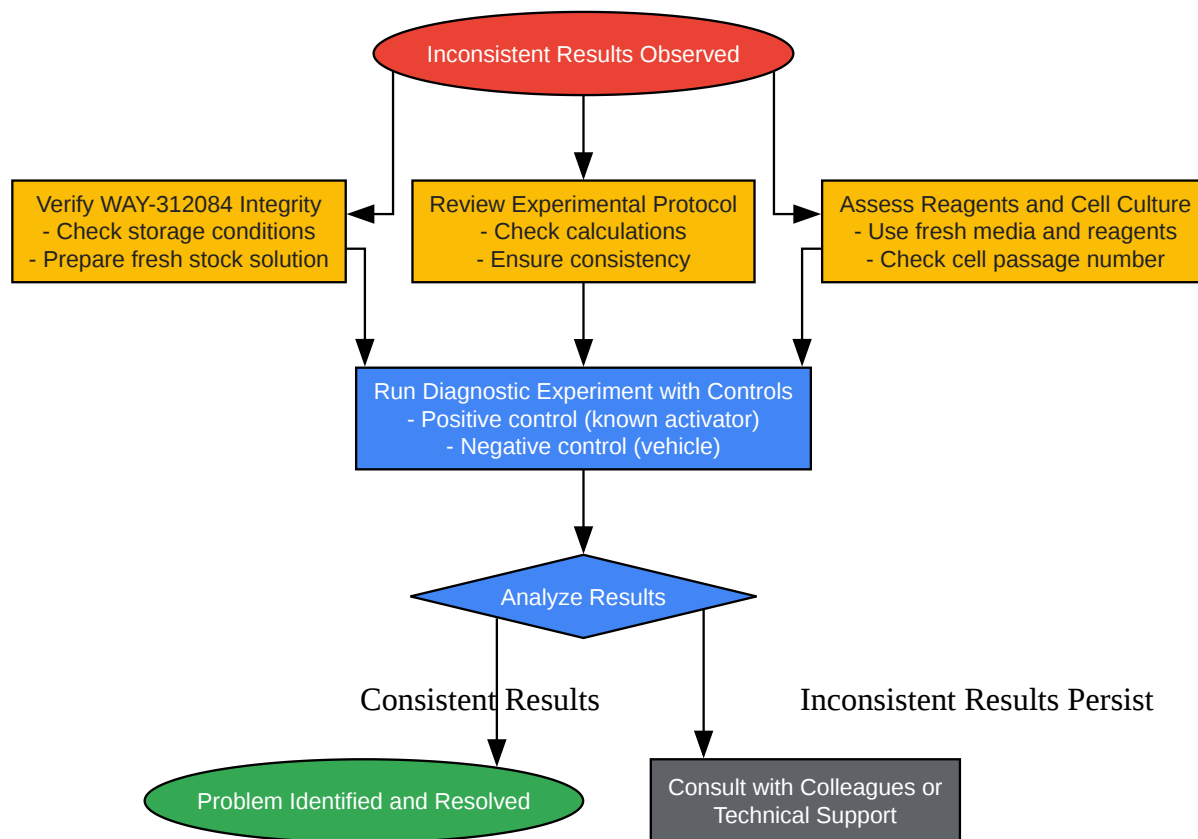 Inconsistent Results Observed
Verify WAY-312084 Integrity
- Check storage conditions
- Prepare fresh stock solution
Review Experimental Protocol
- Check calculations
- Ensure consistency
Assess Reagents and Cell Culture
- Use fresh media and reagents
- Check cell passage number
Run Diagnostic Experiment with Controls
- Positive control (known activator)
- Negative control (vehicle)
Analyze Results
Consistent Results
Inconsistent Results Persist
Problem Identified and Resolved
Consult with Colleagues or
Technical Support